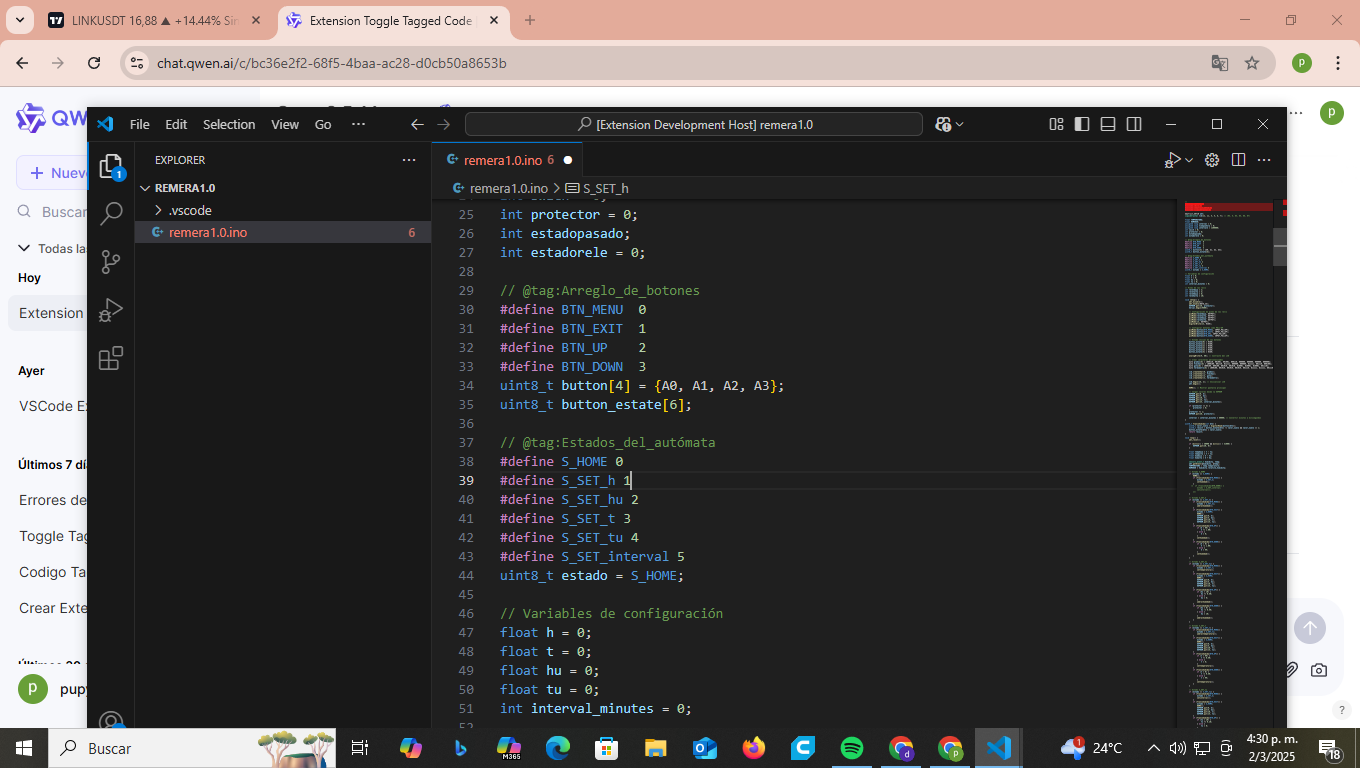 LINKUSDT 16,88 ▲ +14.44% Sin
Extension Toggle Tagged Code
chat.qwen.ai/c/bc36e2f2-68f5-4baa-ac28-d0cb50a8653b
p
QW
p
Nuev
Buscar
Todas las
Hoy
Extension
Ayer
VSCode Ex
Últimos 7 día
Errores de
Toggle Tag
Codigo Ta
Crear Exte
p
pupy
File Edit Selection View Go ···
[Extension Development Host] remera1.0
1
EXPLORER
REMERA1.0
.vscode
remera1.0.ino 6
remera1.0.ino 6
remera1.0.ino > S_SET_h
25 int protector = 0;
26 int estadopasado;
27 int estadorele = 0;
28
29 // @tag:Arreglo_de_botones
30 #define BTN_MENU 0
31 #define BTN_EXIT 1
32 #define BTN_UP 2
33 #define BTN_DOWN 3
34 uint8_t button[4] = {A0, A1, A2, A3};
35 uint8_t button_estate[6];
36
37 // @tag:Estados_del_autómata
38 #define S_HOME 0
39 #define S_SET_h 1
40 #define S_SET_hu 2
41 #define S_SET_t 3
42 #define S_SET_tu 4
43 #define S_SET_interval 5
44 uint8_t estado = S_HOME;
45
46 // Variables de configuración
47 float h = 0;
48 float t = 0;
49 float hu = 0;
50 float tu = 0;
51 int interval_minutes = 0;
?
Buscar
M365
d
p
1
24°C
4:30 p. m.
2/3/2025
18